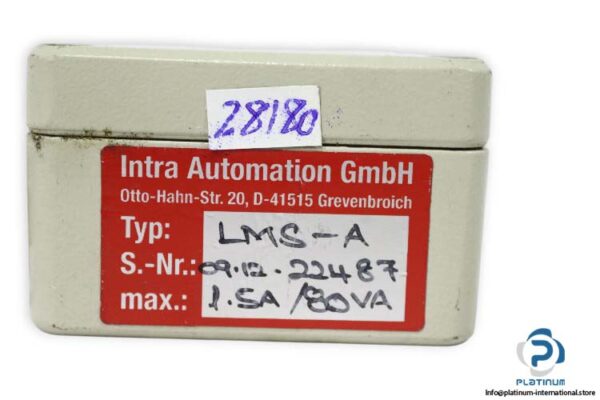 28180
Intra Automation GmbH
Otto-Hahn-Str. 20, D-41515 Grevenbroich
Typ: LMS-A
S.-Nr.: 09.12.22487
max.: 1.5A/80VA
PLATINUM
Info@platinum-international.store